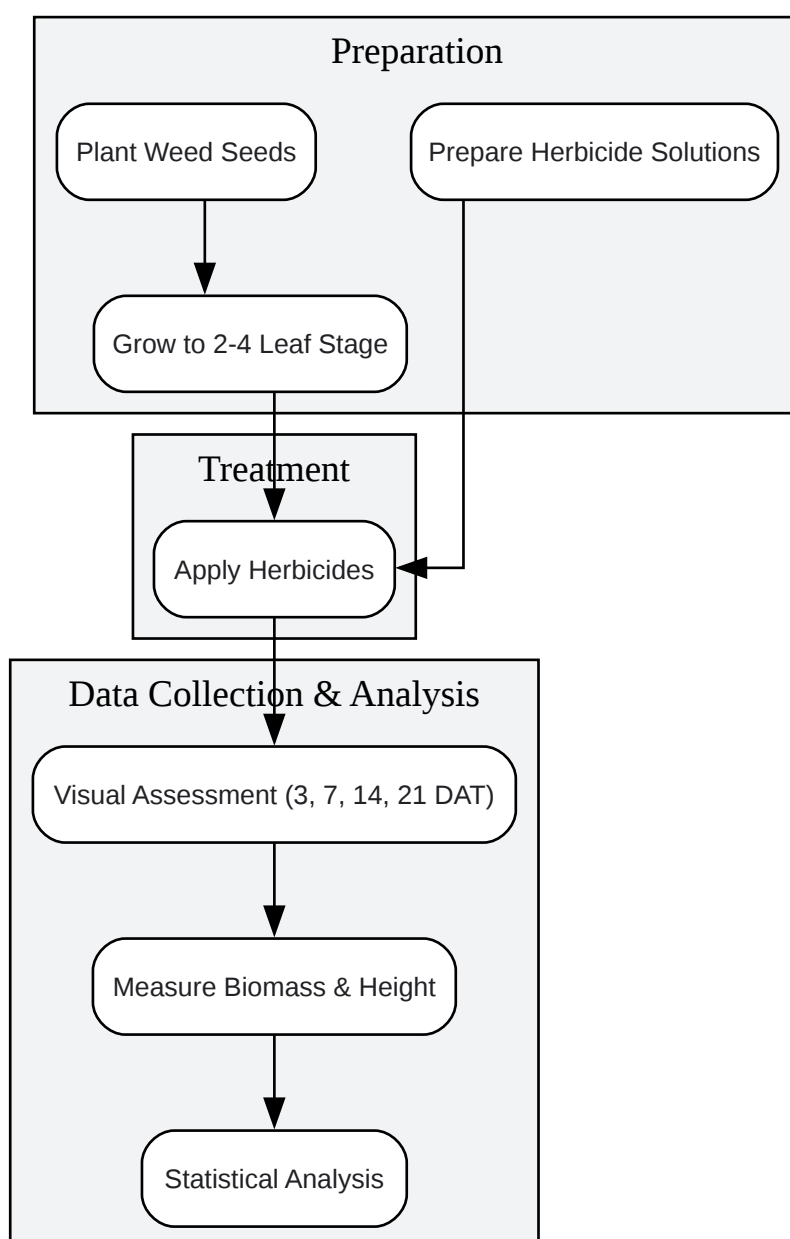 Preparation
Plant Weed Seeds
Prepare Herbicide Solutions
Grow to 2-4 Leaf Stage
Treatment
Apply Herbicides
Data Collection & Analysis
Visual Assessment (3, 7, 14, 21 DAT)
Measure Biomass & Height
Statistical Analysis